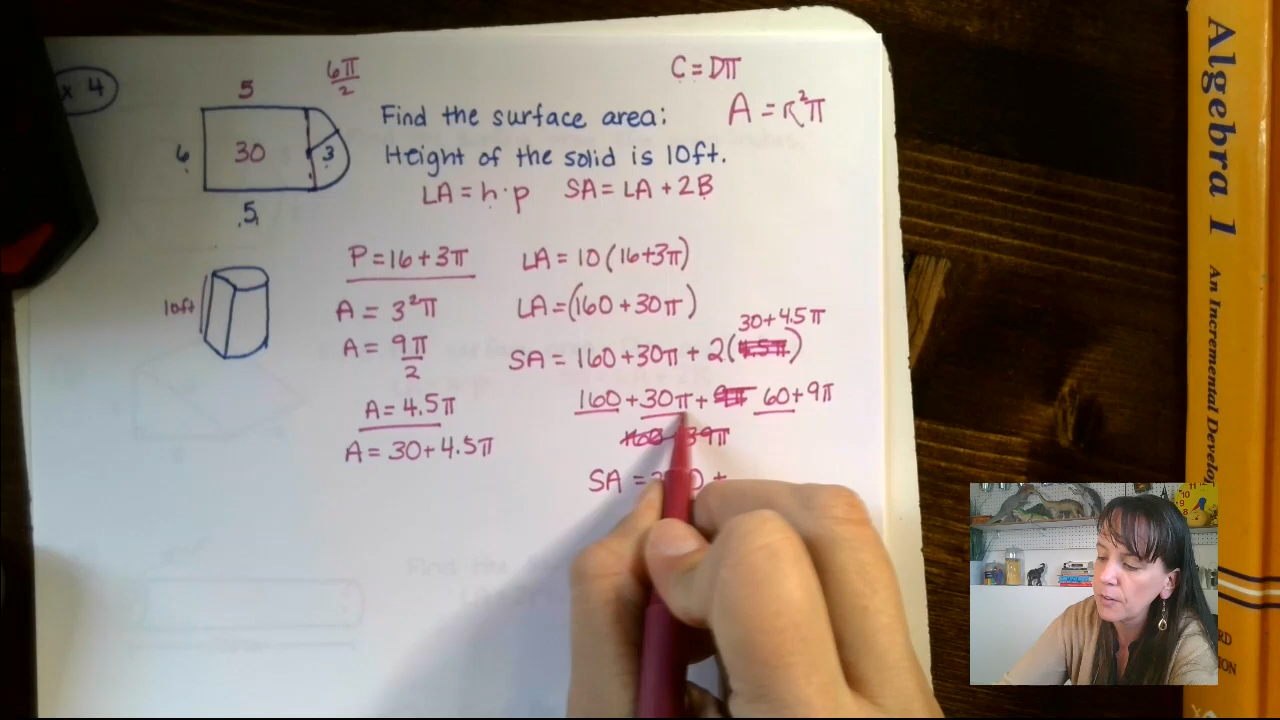 x 4
5
6π/2
C = Dπ
Find the surface area:
A = r²π
6
30
3
Height of the solid is 10ft.
5
LA = h · p
SA = LA + 2B
P = 16 + 3π
LA = 10(16+3π)
10ft
A = 3²π
LA = (160 + 30π)
30 + 4.5π
A = 9π/2
SA = 160 + 30π + 2(4.5π)
A = 4.5π
160 + 30π + 9π 60 + 9π
A = 30 + 4.5π
160 39π
SA =
+
Algebra 1
An Incremental Develop